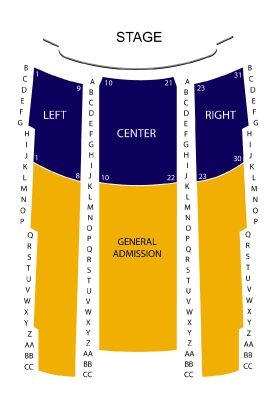 STAGE
B
C
D
E
F
G
H
I
J
K
L
M
N
O
P
Q
R
S
T
U
V
W
X
Y
Z
AA
BB
CC
1
9
LEFT
1
8
A
B
C
D
E
F
G
H
I
J
K
L
M
N
O
P
Q
R
S
T
U
V
W
X
Y
Z
AA
BB
CC
10 21
CENTER
10 22
GENERAL
ADMISSION
A
B
C
D
E
F
G
H
I
J
K
L
M
N
O
P
Q
R
S
T
U
V
W
X
Y
Z
AA
BB
CC
31
23
RIGHT
30
23
B
C
D
E
F
G
H
I
J
K
L
M
N
O
P
Q
R
S
T
U
V
W
X
Y
Z
AA
BB
CC